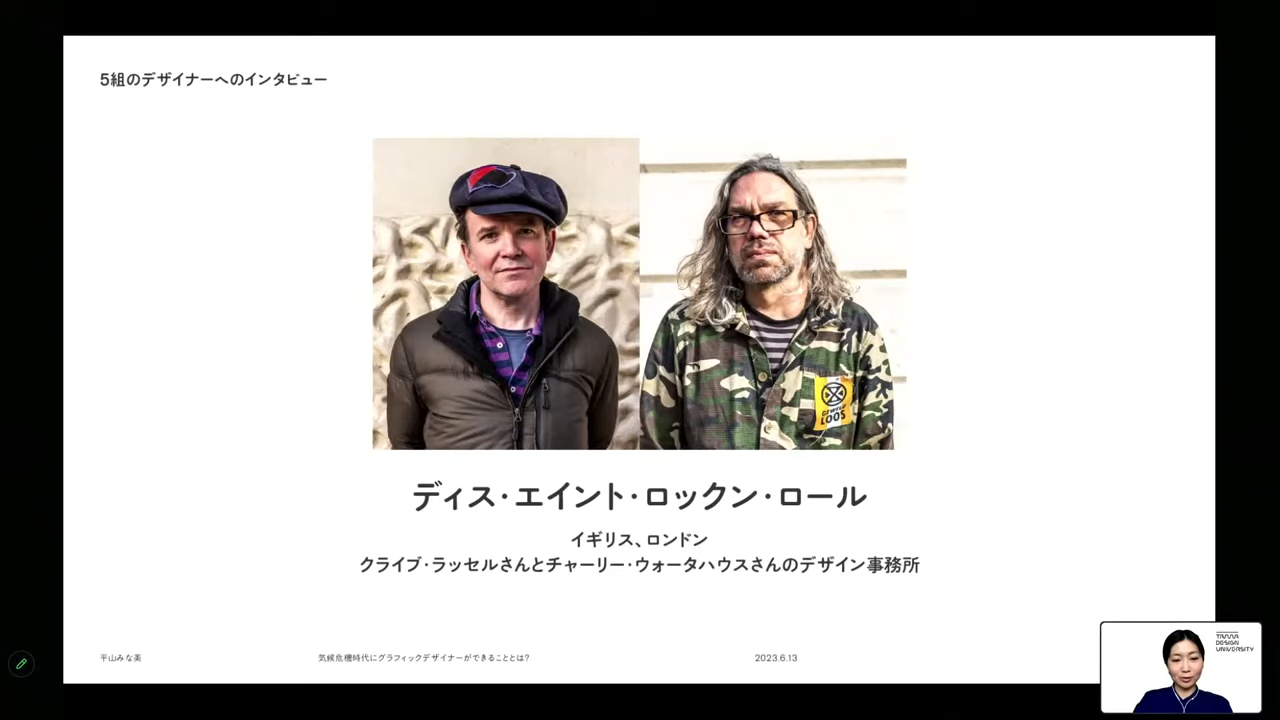 5組のデザイナーへのインタビュー
LOOS
ディス・エイント・ロックン・ロール
イギリス、ロンドン
クライブ・ラッセルさんとチャーリー・ウォータハウスさんのデザイン事務所
平山みな美
気候危機時代にグラフィックデザイナーができることとは?
2023.6.13
TAMA
DESIGN
UNIVERSITY